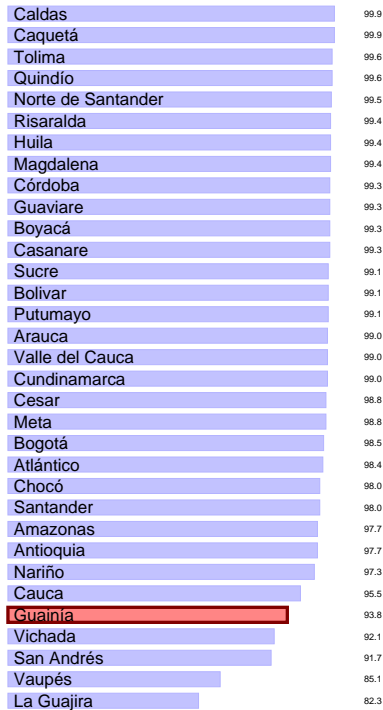 Caldas 99.9
Caquetá 99.9
Tolima 99.6
Quindío 99.6
Norte de Santander 99.5
Risaralda 99.4
Huila 99.4
Magdalena 99.4
Córdoba 99.3
Guaviare 99.3
Boyacá 99.3
Casanare 99.3
Sucre 99.1
Bolivar 99.1
Putumayo 99.1
Arauca 99.0
Valle del Cauca 99.0
Cundinamarca 99.0
Cesar 98.8
Meta 98.8
Bogotá 98.5
Atlántico 98.4
Chocó 98.0
Santander 98.0
Amazonas 97.7
Antioquia 97.7
Nariño 97.3
Cauca 95.5
Guainía 93.8
Vichada 92.1
San Andrés 91.7
Vaupés 85.1
La Guajira 82.3